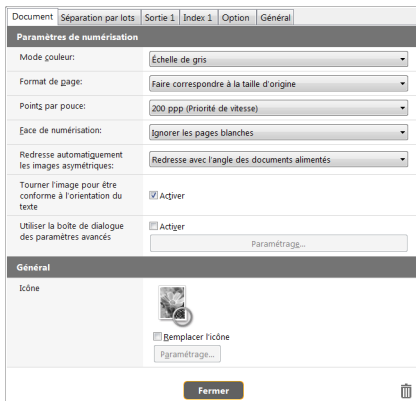 Document Séparation par lots Sortie 1 Index 1 Option Général
Paramètres de numérisation
Mode couleur: Échelle de gris
Format de page: Faire correspondre à la taille d'origine
Points par pouce: 200 ppp (Priorité de vitesse)
Face de numérisation: Ignorer les pages blanches
Redresse automatiquement
les images asymétriques: Redresse avec l'angle des documents alimentés
Tourner l'image pour être
conforme à l'orientation du
texte
Activer
Utiliser la boîte de dialogue
des paramètres avancés
Activer
Paramétrage...
Général
Icône
Remplacer l'icône
Paramétrage...
Fermer